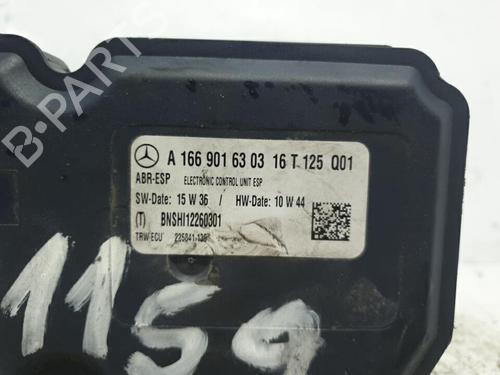 B-PARTS
A 166 901 63 03 16 T 125 Q01
ABR-ESP ELECTRONIC CONTROL UNIT ESP
SW-Date: 15 W 36 / HW-Date: 10 W 44
(T) BNSHI12260301
TRW ECU
1159